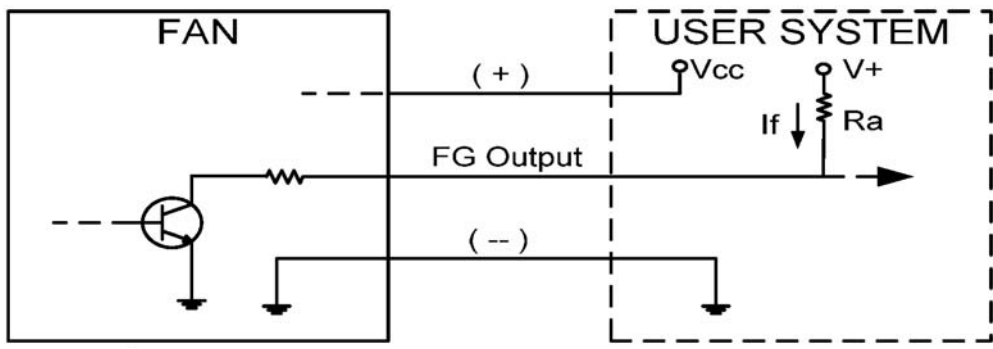 FAN
USER SYSTEM
( + )
Vcc
V+
If
Ra
FG Output
( -- )